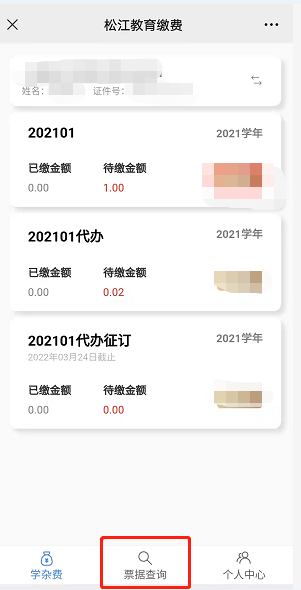 松江教育缴费
姓名：
证件号：
202101
2021学年
已缴金额 待缴金额
0.00 1.00
202101代办
2021学年
已缴金额 待缴金额
0.00 0.02
202101代办征订
2021学年
2022年03月24日截止
已缴金额 待缴金额
0.00 0.00
学杂费 票据查询 个人中心